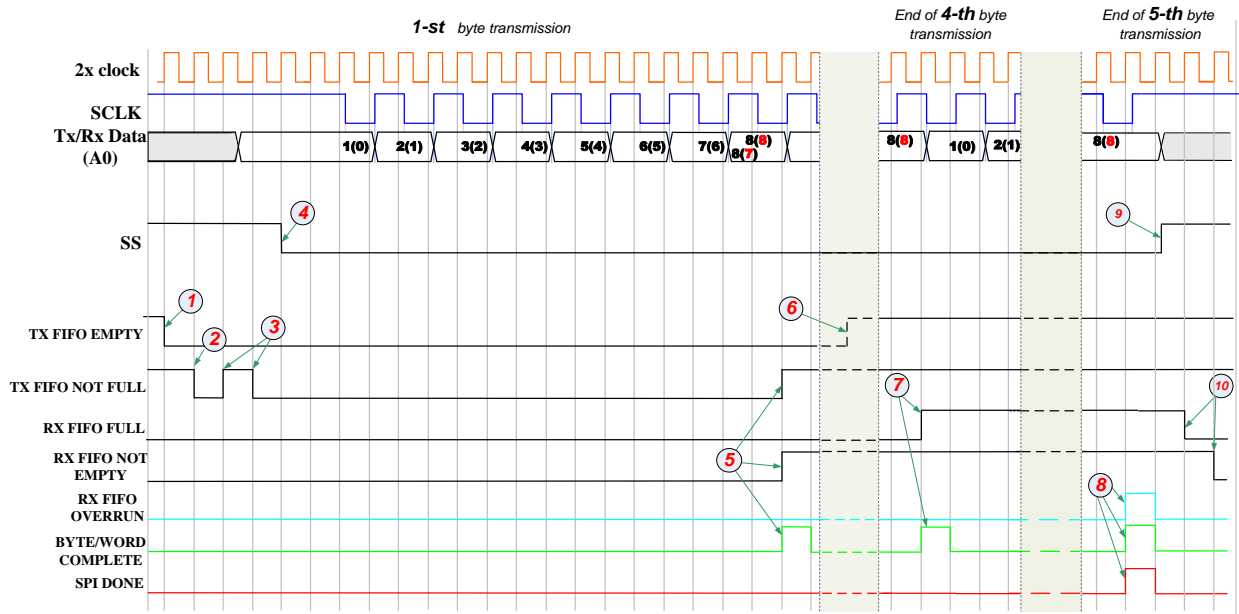 1-st byte transmission
End of 4-th byte
transmission
End of 5-th byte
transmission
2x clock
SCLK
Tx/Rx Data
(A0)
1(0) 2(1) 3(2) 4(3) 5(4) 6(5) 7(6) 8(8)
8(7)
8(8) 1(0) 2(1) 8(8)
4
9
SS
1
6
2
3
TX FIFO EMPTY
TX FIFO NOT FULL
7
10
RX FIFO FULL
5
RX FIFO NOT
EMPTY
8
RX FIFO
OVERRUN
BYTE/WORD
COMPLETE
SPI DONE